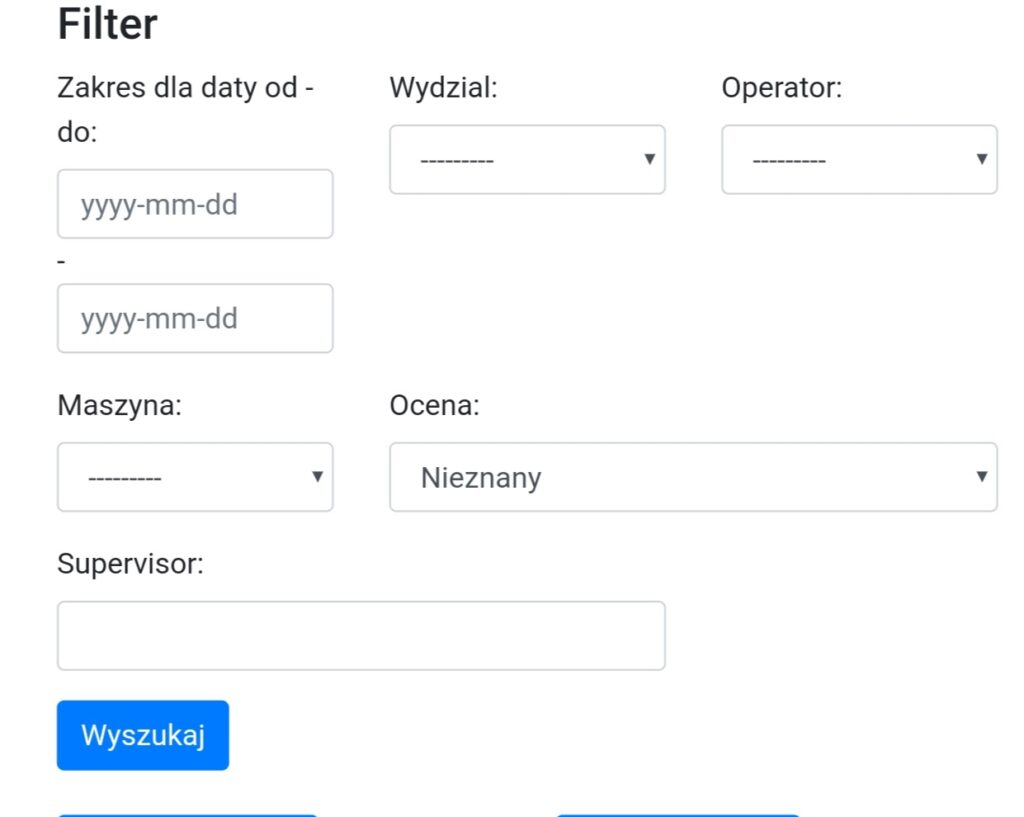 Filter
Zakres dla daty od -
do:
yyyy-mm-dd
-
yyyy-mm-dd
Wydzial:
---------
Operator:
---------
Maszyna:
---------
Ocena:
Nieznany
Supervisor:
Wyszukaj